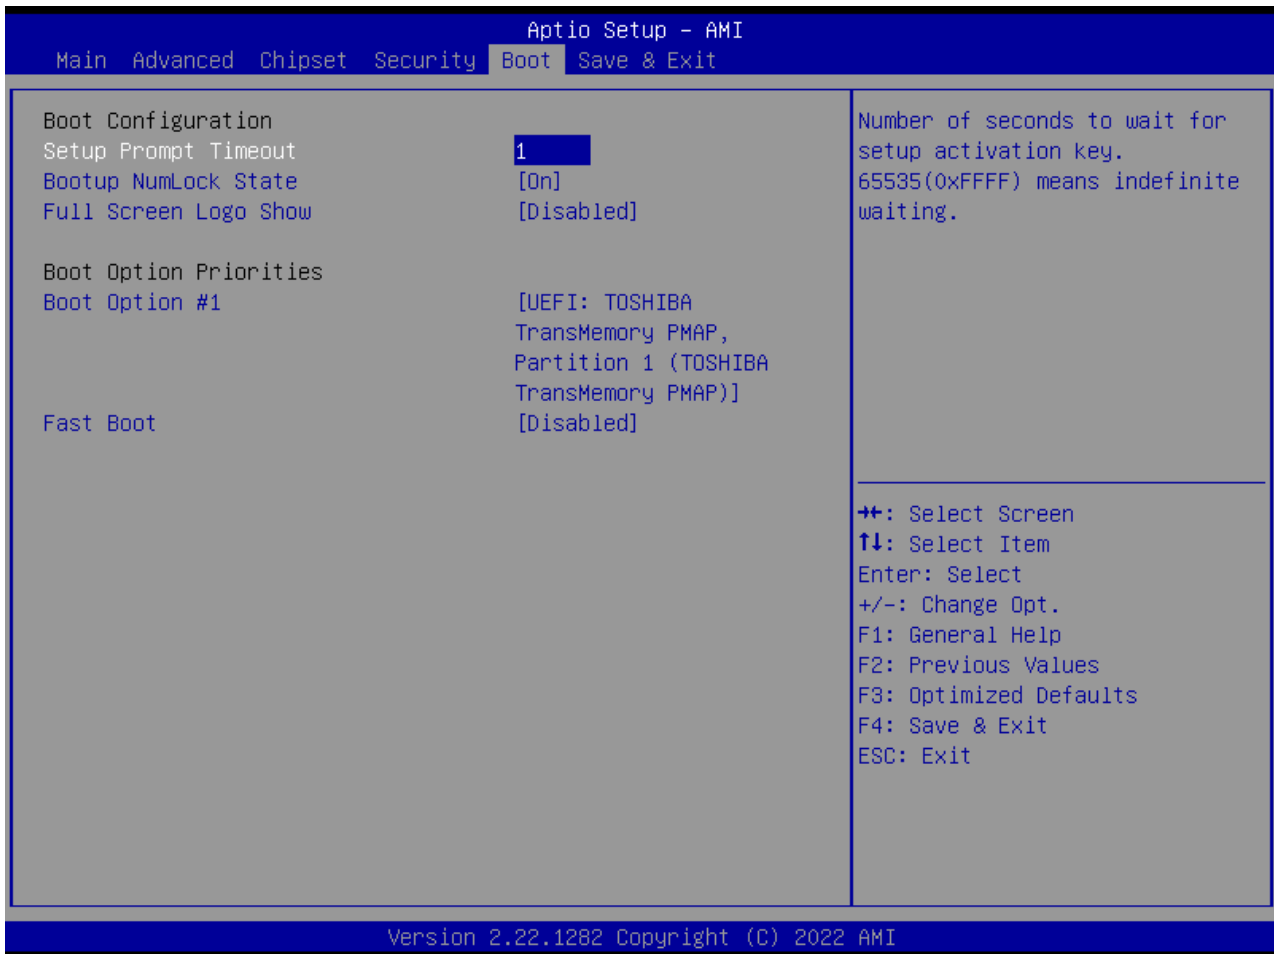 Aptio Setup – AMI
Main Advanced Chipset Security Boot Save & Exit
Boot Configuration
Setup Prompt Timeout 1
Bootup NumLock State [On]
Full Screen Logo Show [Disabled]
Boot Option Priorities
Boot Option #1 [UEFI: TOSHIBA
TransMemory PMAP,
Partition 1 (TOSHIBA
TransMemory PMAP)]
Fast Boot [Disabled]
Number of seconds to wait for
setup activation key.
65535(0xFFFF) means indefinite
waiting.
→←: Select Screen
↑↓: Select Item
Enter: Select
+/-: Change Opt.
F1: General Help
F2: Previous Values
F3: Optimized Defaults
F4: Save & Exit
ESC: Exit
Version 2.22.1282 Copyright (C) 2022 AMI